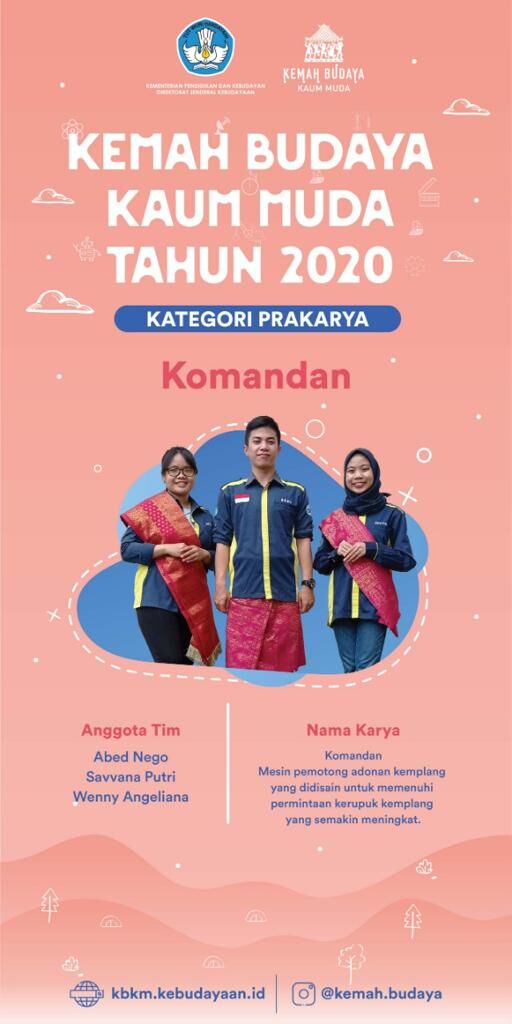 KEMENTERIAN PENDIDIKAN DAN KEBUDAYAAN
DIREKTORAT JENDERAL KEBUDAYAAN
KEMAH BUDAYA
KAUM MUDA
KEMAH BUDAYA
KAUM MUDA
TAHUN 2020
KATEGORI PRAKARYA
Komandan
Anggota Tim
Abed Nego
Savvana Putri
Wenny Angeliana
Nama Karya
Komandan
Mesin pemotong adonan kemplang
yang didisain untuk memenuhi
permintaan kerupuk kemplang
yang semakin meningkat.
kbkm.kebudayaan.id
@kemah.budaya